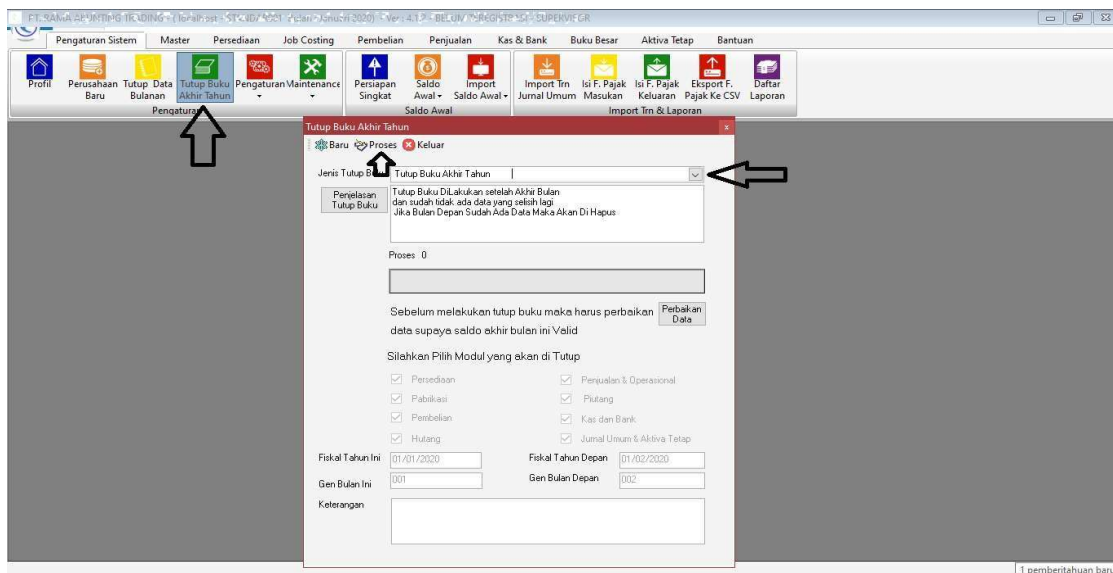 PT. RAMA AKUNTING TRADING
Pengaturan Sistem Master Persediaan Job Costing Pembelian Penjualan Kas & Bank Buku Besar Aktiva Tetap Bantuan
Profil Perusahaan Baru Tutup Data Bulanan Tutup Buku Akhir Tahun Pengaturan Maintenance Persiapan Singkat Saldo Awal Import Saldo Awal Import Trn Jurnal Umum Isi F. Pajak Masukan Isi F. Pajak Keluaran Eksport F. Pajak Ke CSV Daftar Laporan
Pengaturan Saldo Awal Import Trn & Laporan
Tutup Buku Akhir Tahun x
Baru Proses Keluar
Jenis Tutup Tutup Buku Akhir Tahun
Penjelasan Tutup Buku
Tutup Buku DiLakukan setelah Akhir Bulan
dan sudah tidak ada data yang selisih lagi
Jika Bulan Depan Sudah Ada Data Maka Akan Di Hapus
Proses 0
Sebelum melakukan tutup buku maka harus perbaikan
data supaya saldo akhir bulan ini Valid
Perbaikan Data
Silahkan Pilih Modul yang akan di Tutup
Persediaan Penjualan & Operasional
Pabrikasi Piutang
Pembelian Kas dan Bank
Hutang Jurnal Umum & Aktiva Tetap
Fiskal Tahun Ini 01/01/2020 Fiskal Tahun Depan 01/02/2020
Gen Bulan Ini 001 Gen Bulan Depan 002
Keterangan
1 pemberitahuan baru